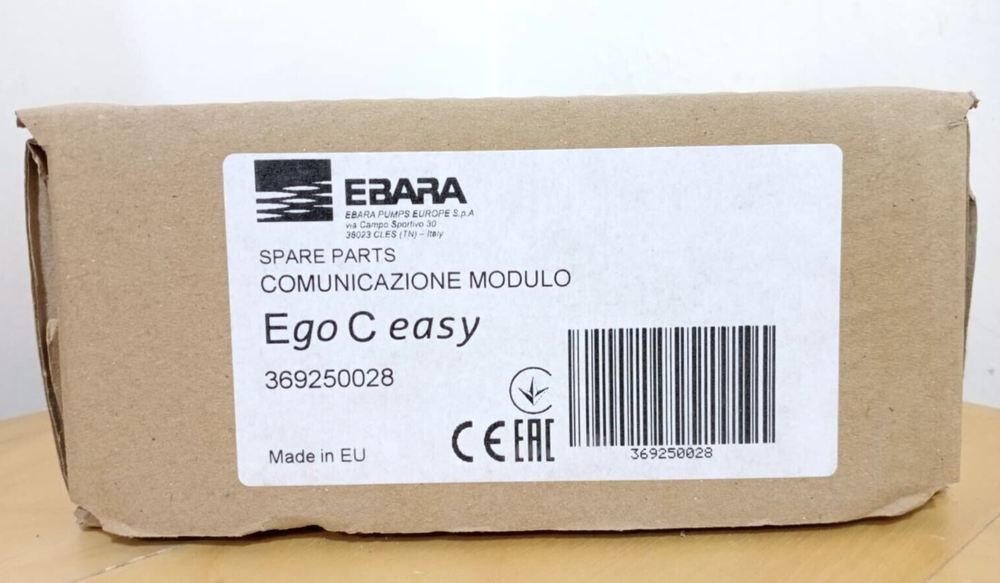 EBARA
EBARA PUMPS EUROPE S.p.A
via Campo Sportivo 30
38023 CLES (TN) – Italy
SPARE PARTS
COMUNICAZIONE MODULO
Ego C easy
369250028
CE EAC
369250028
Made in EU